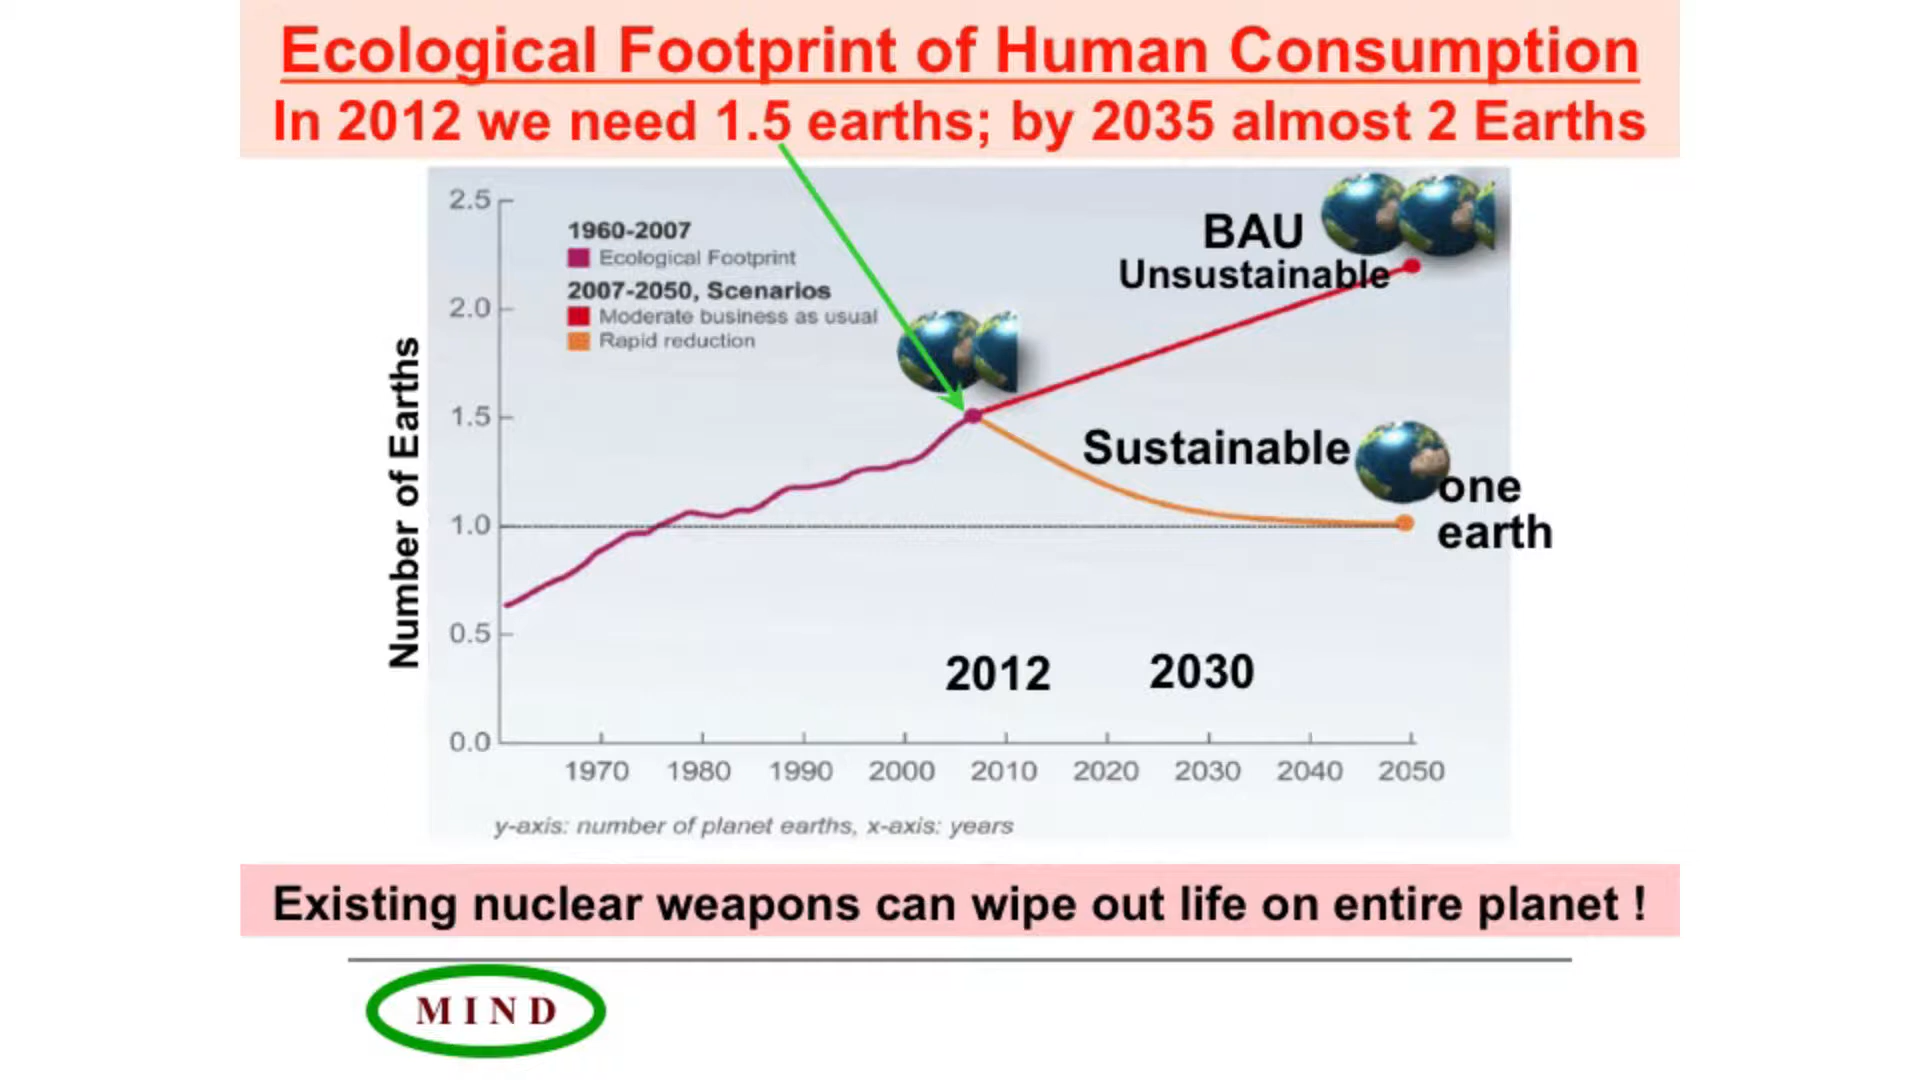 Ecological Footprint of Human Consumption
In 2012 we need 1.5 earths; by 2035 almost 2 Earths
2.5
2.0
1.5
1.0
0.5
0.0
Number of Earths
1960-2007
Ecological Footprint
2007-2050, Scenarios
Moderate business as usual
Rapid reduction
BAU
Unsustainable
Sustainable
one
earth
2012
2030
1970 1980 1990 2000 2010 2020 2030 2040 2050
y-axis: number of planet earths, x-axis: years
Existing nuclear weapons can wipe out life on entire planet !
MIND